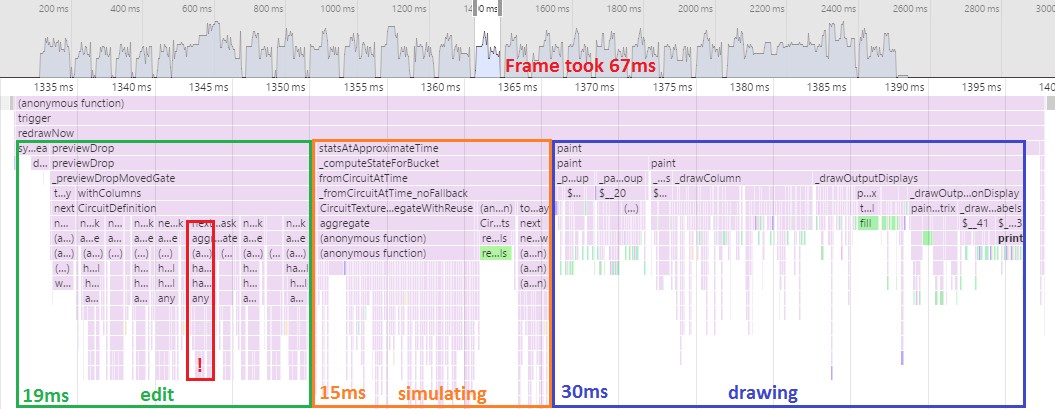 200 ms 400 ms 600 ms 800 ms 1000 ms 1200 ms 1400 ms 1600 ms 1800 ms 2000 ms 2200 ms 2400 ms 2600 ms 2800 ms 3000
Frame took 67ms
1335 ms 1340 ms 1345 ms 1350 ms 1355 ms 1360 ms 1365 ms 1370 ms 1375 ms 1380 ms 1385 ms 1390 ms 1395 ms 140
(anonymous function)
trigger
redrawNow
sy...ea previewDrop statsAtApproximateTime paint
d... previewDrop _computeStateForBucket paint paint
_previewDropMovedGate fromCircuitAtTime _p...up _pa...oup ...s _drawColumn _drawOutputDisplays
t...y withColumns _fromCircuitAtTime_noFallback $... $__20 $... p...x _drawOutp...onDisplay
next CircuitDefinition CircuitTexture...egateWithReuse (an...n) to...ay (...) t...l pain...trix _draw...abels
n... n...k n... n...k ne...k next...ask n...k n...k n...k aggregate Cir...ts next fill $__41 $_...3
(a...) a...e (...) a...e a...e aggr...ate (...) a...e (...) a...e (anonymous function) re...ls ne...w print
(a...) (a...) (...) (a...) (a...) (a...) (...) (a...) (...) (a...) (anonymous function) re...ls (a...n)
(...) h...l h...l h...l ha... h...l ha...l (a...n)
w... h... h... h...l ha... h... h... (a...n)
a... a... any any a... a...
!
19ms edit 15ms simulating 30ms drawing